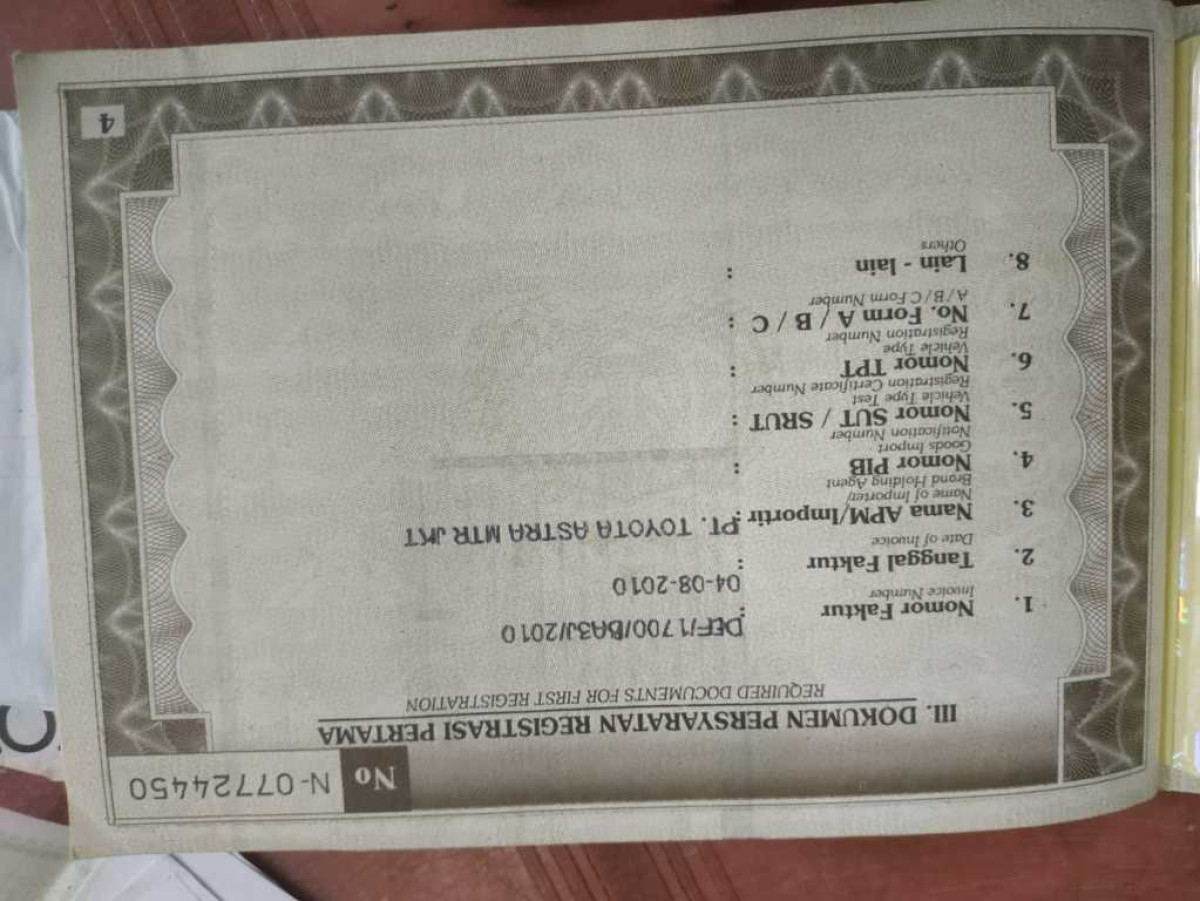 No N-07724450
III. DOKUMEN PERSYARATAN REGISTRASI PERTAMA
REQUIRED DOCUMENTS FOR FIRST REGISTRATION
1. Nomor Faktur : DEF/1700/BA3J/2010
Invoice Number
2. Tanggal Faktur : 04-08-2010
Date of Invoice
3. Nama APM/Importir : PT. TOYOTA ASTRA MTR JKT
Name of Importer/
Brand Holding Agent
4. Nomor PIB :
Goods Import
Notification Number
5. Nomor SUT / SRUT :
Vehicle Type Test
Registration Certificate Number
6. Nomor TPT :
Vehicle Type
Registration Number
7. No. Form A / B / C :
A / B / C Form Number
8. Lain - lain :
Others
4